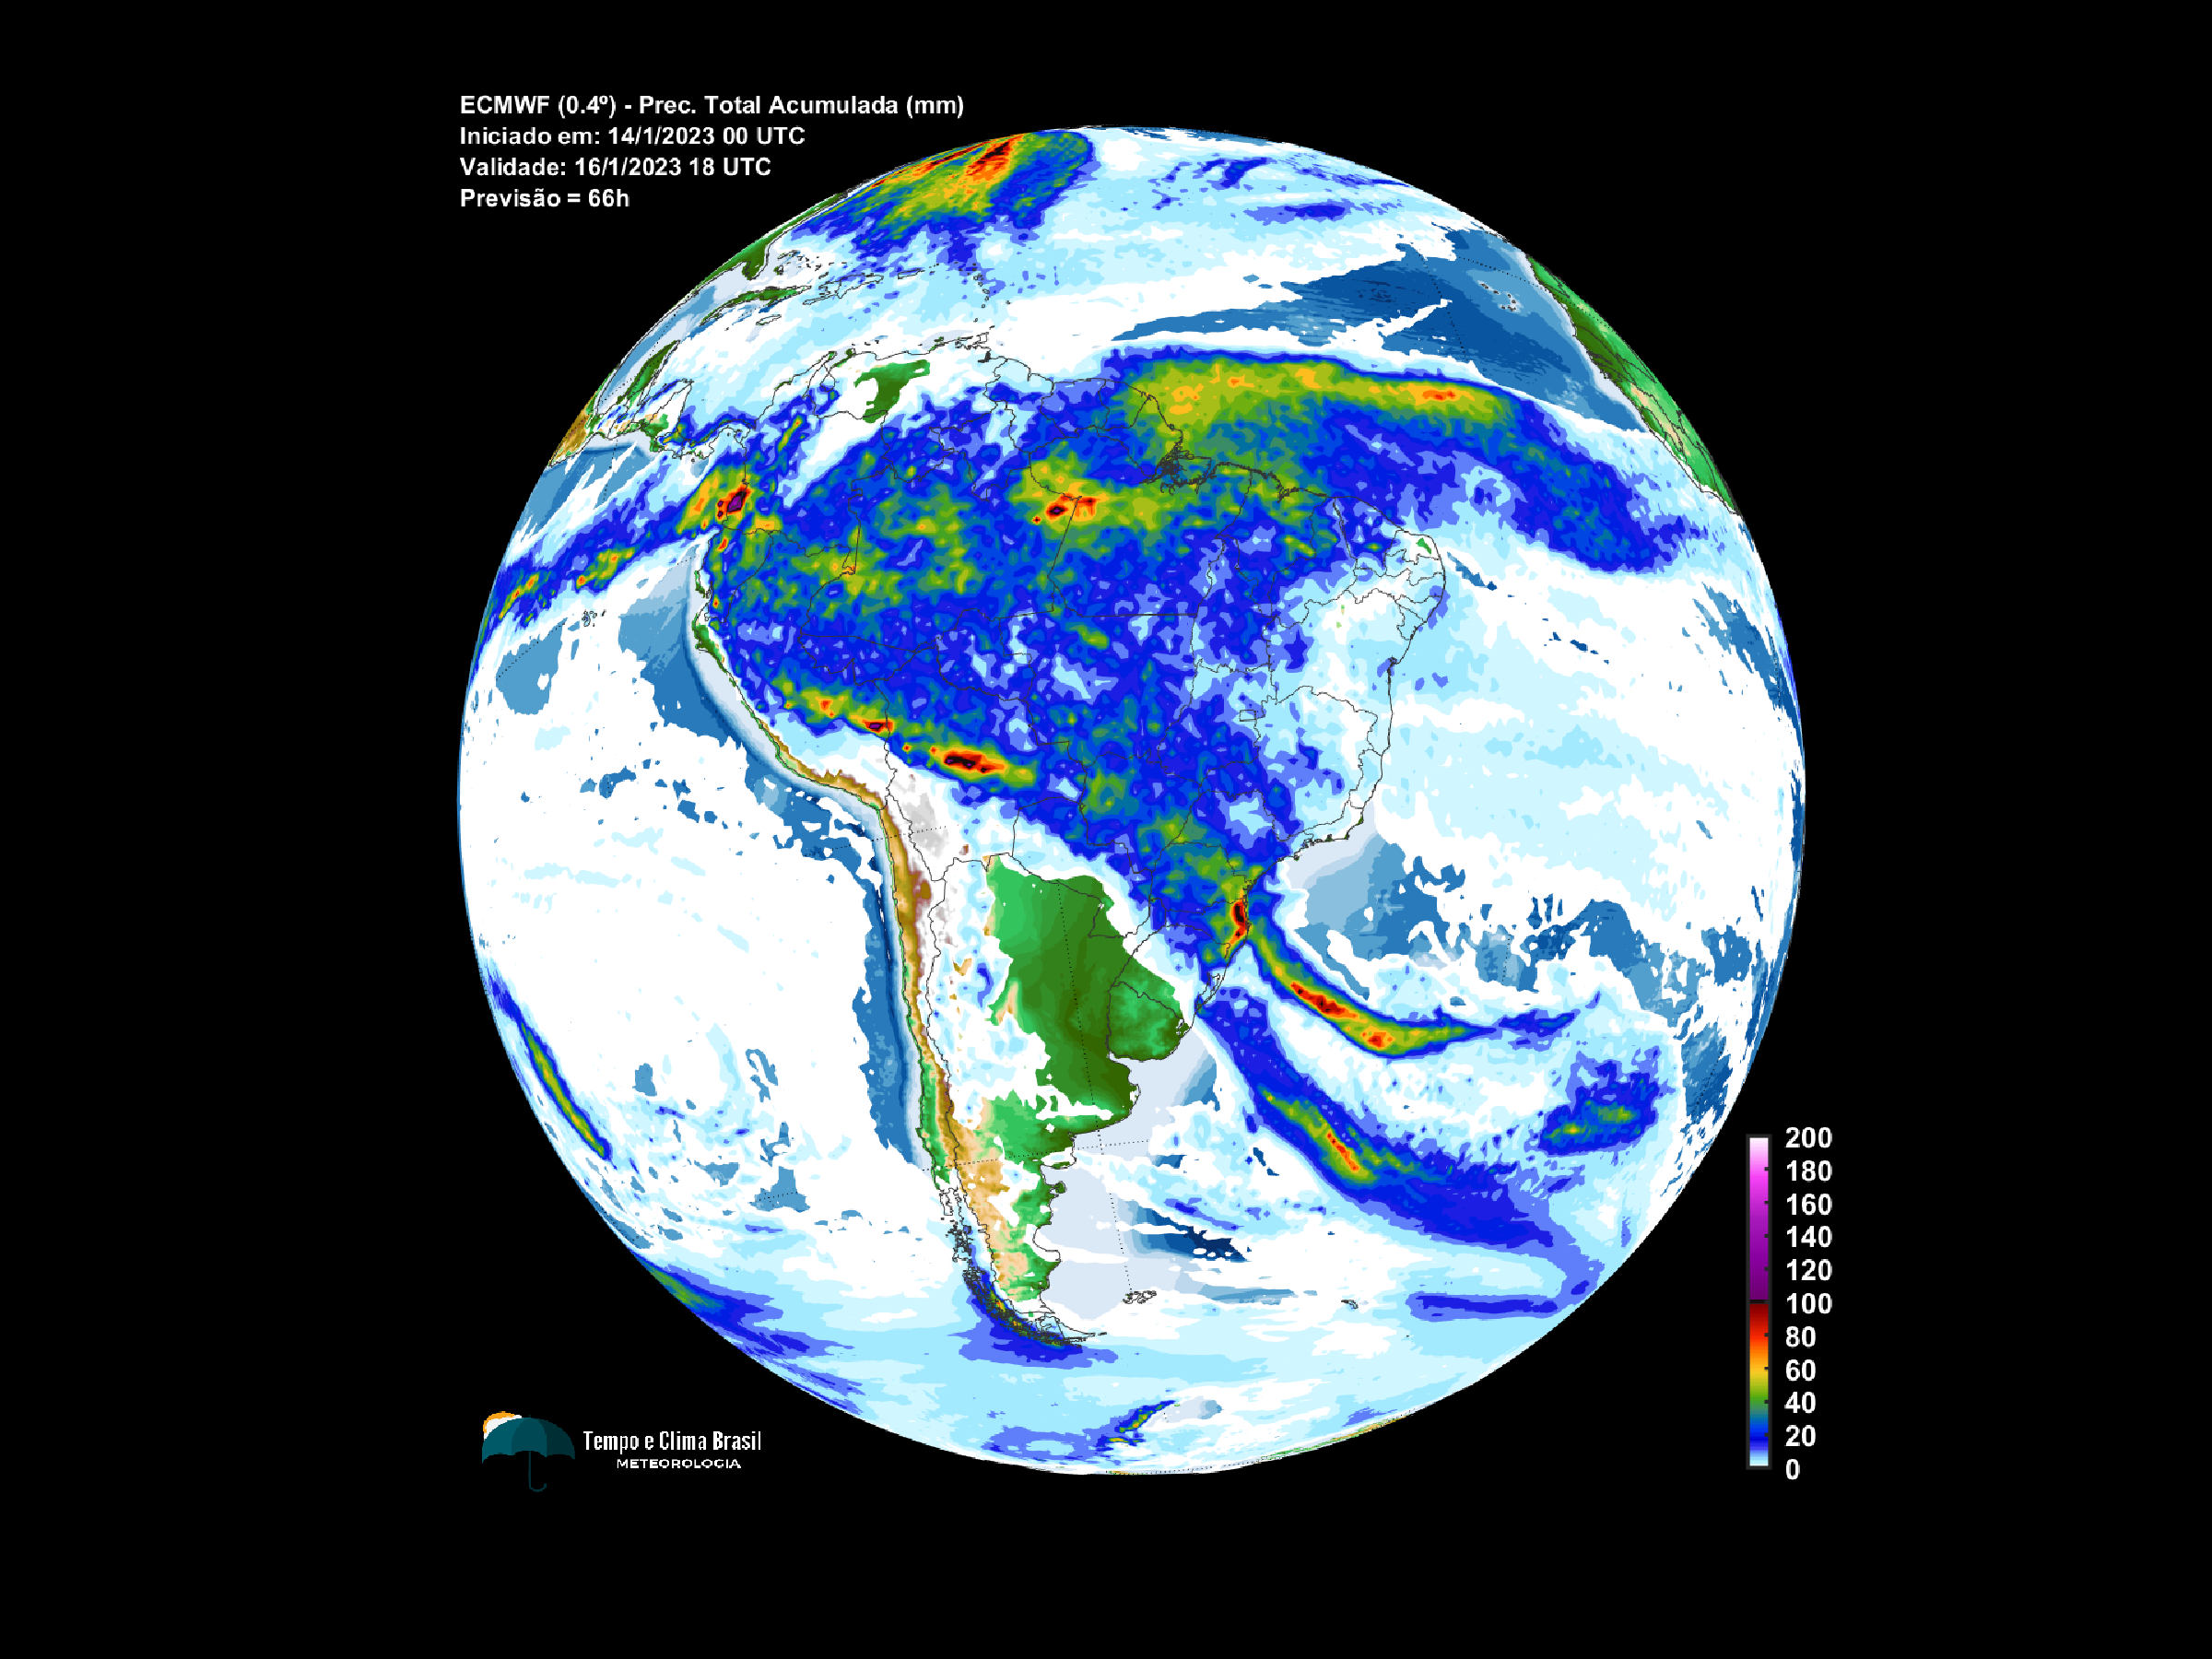 ECMWF (0.4º) - Prec. Total Acumulada (mm)
Iniciado em: 14/1/2023 00 UTC
Validade: 16/1/2023 18 UTC
Previsão = 66h
200
180
160
140
120
100
80
60
40
20
0
Tempo e Clima Brasil
METEOROLOGIA